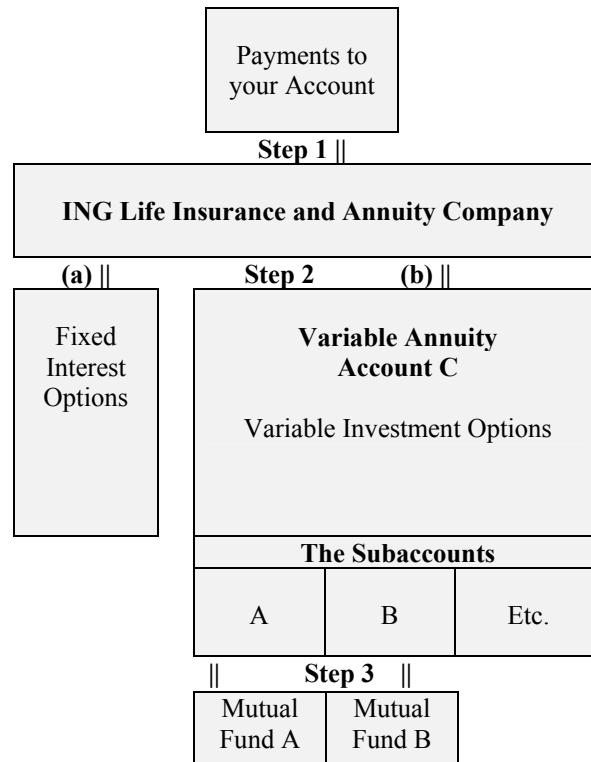 Payments to
your Account
Step 1 ||
ING Life Insurance and Annuity Company
(a) || Step 2 (b) ||
Fixed
Interest
Options
Variable Annuity
Account C
Variable Investment Options
The Subaccounts
A B Etc.
|| Step 3 ||
Mutual
Fund A
Mutual
Fund B